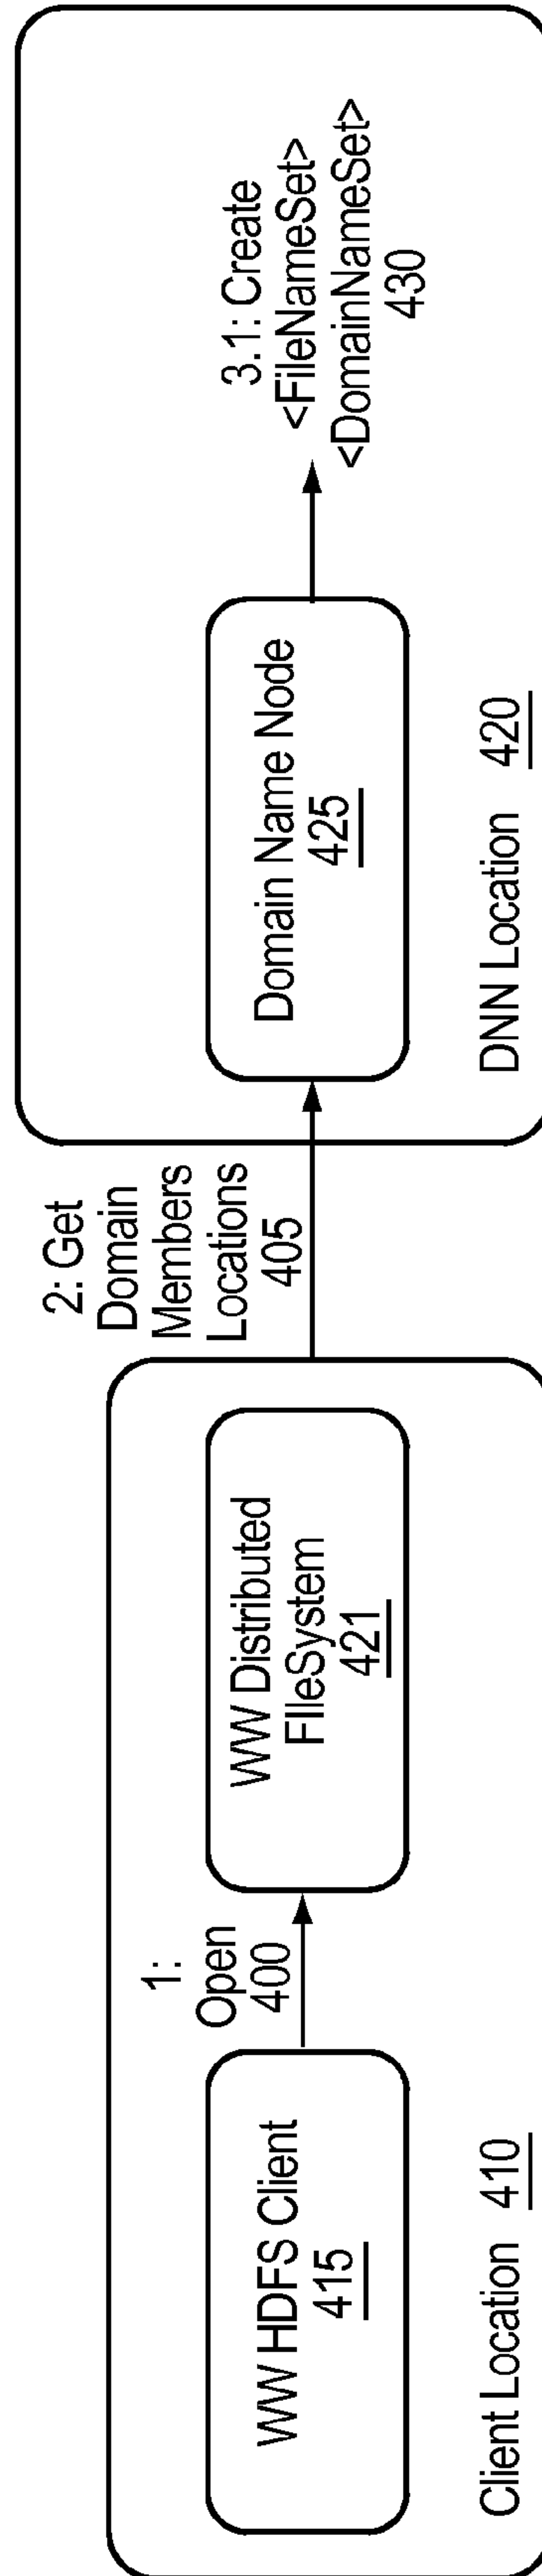 WW HDFS Client
415
1:
Open
400
WW Distributed
FIleSystem
421
Client Location 410
2: Get
Domain
Members
Locations
405
Domain Name Node
425
3.1: Create
<FileNameSet>
<DomainNameSet>
430
DNN Location 420